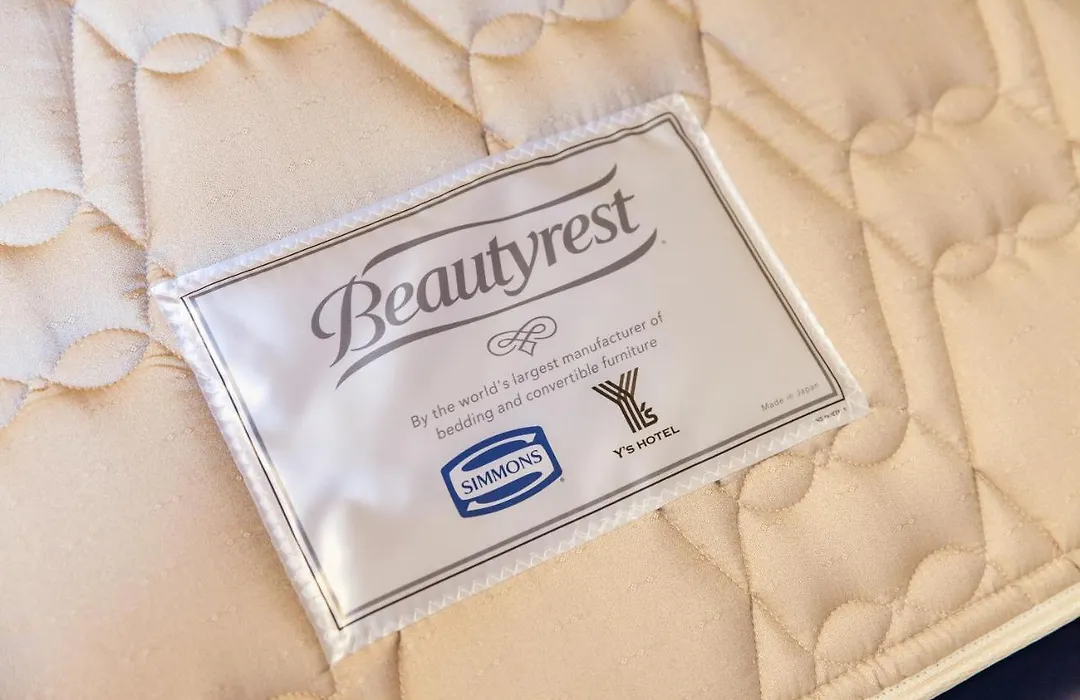 Beautyrest
By the world's largest manufacturer of
bedding and convertible furniture
SIMMONS
Y's
Y's HOTEL
Made in Japan